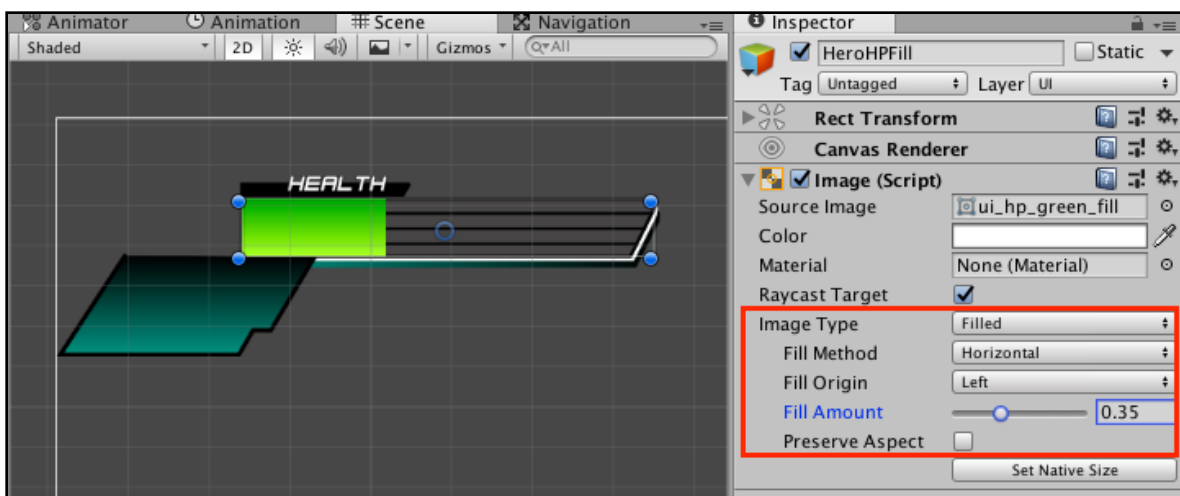 Animator Animation Scene Navigation
Shaded 2D Gizmos All
HEALTH
Inspector
HeroHPFill Static
Tag Untagged Layer UI
Rect Transform
Canvas Renderer
Image (Script)
Source Image ui_hp_green_fill
Color
Material None (Material)
Raycast Target
Image Type Filled
Fill Method Horizontal
Fill Origin Left
Fill Amount 0.35
Preserve Aspect
Set Native Size